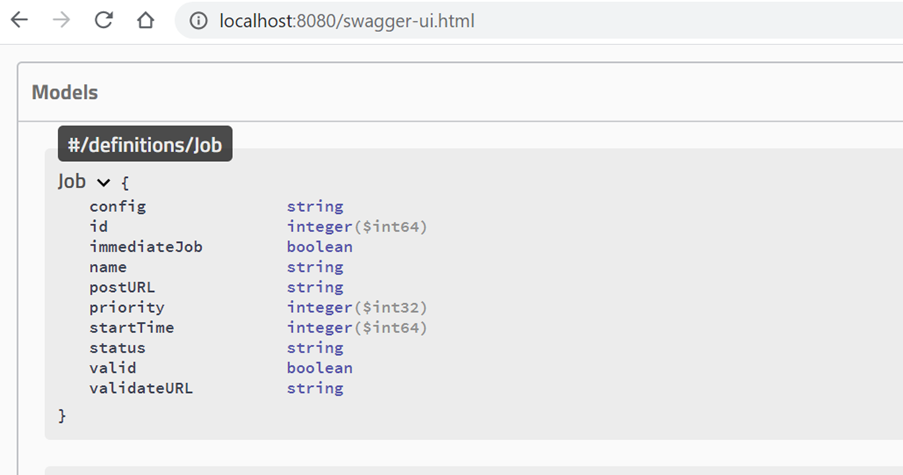 localhost:8080/swagger-ui.html
Models
#/definitions/Job
Job {
config string
id integer($int64)
immediateJob boolean
name string
postURL string
priority integer($int32)
startTime integer($int64)
status string
valid boolean
validateURL string
}